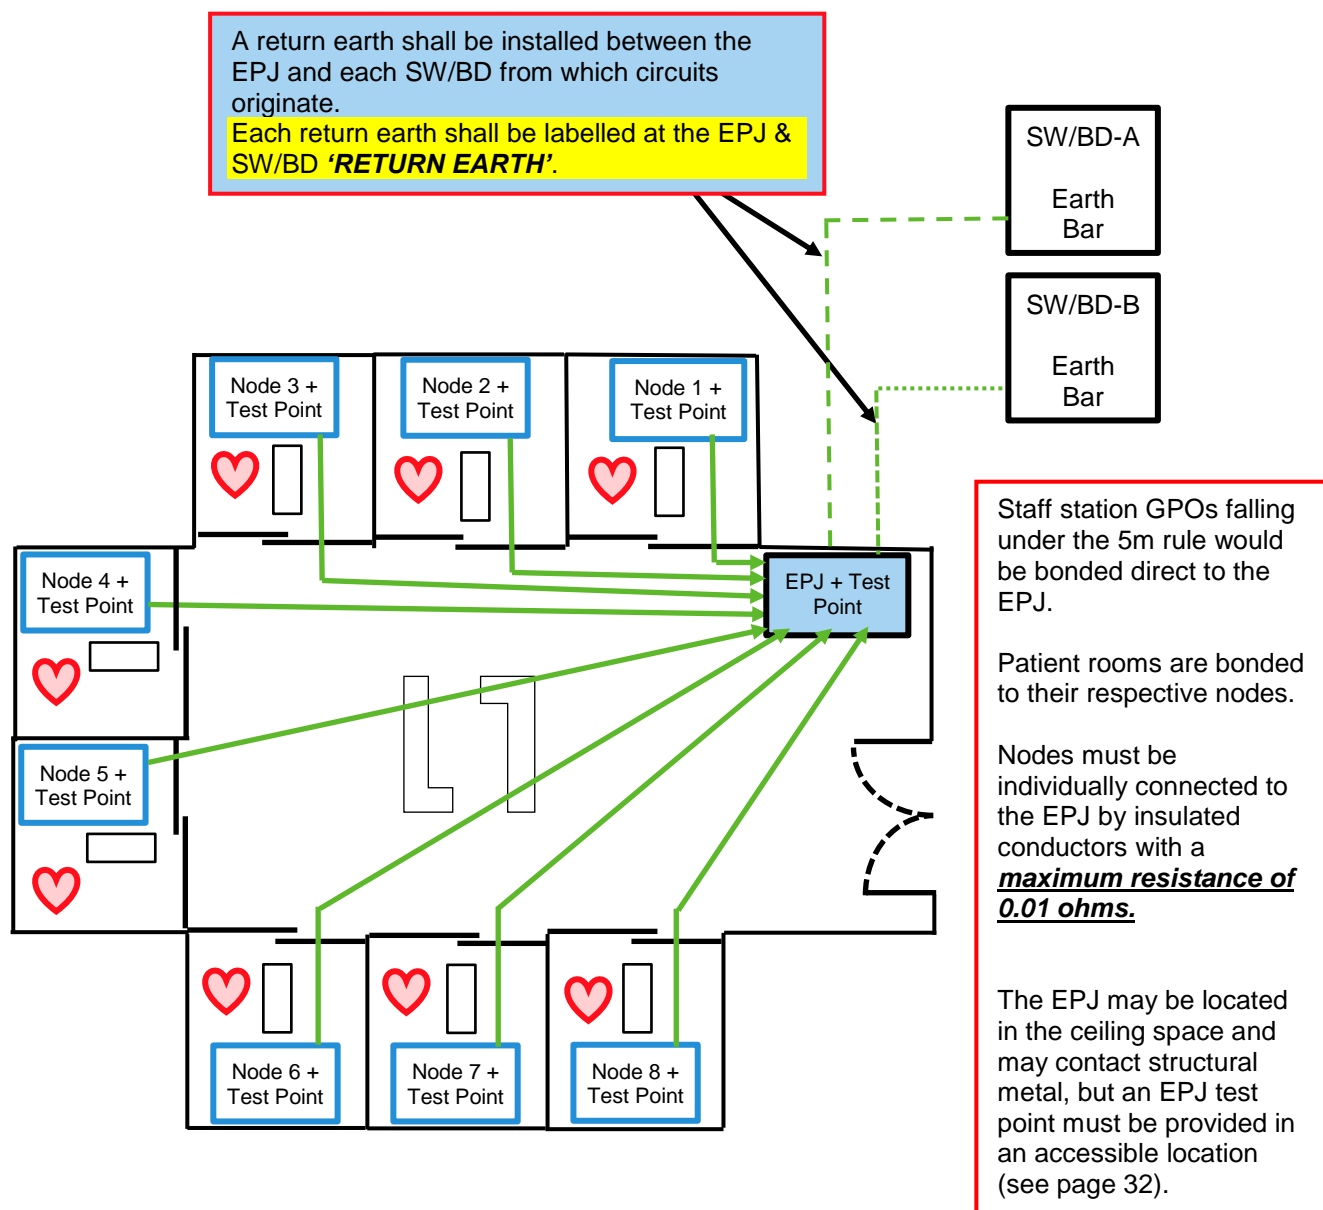 A return earth shall be installed between the
EPJ and each SW/BD from which circuits
originate.
Each return earth shall be labelled at the EPJ &
SW/BD ‘RETURN EARTH’.
SW/BD-A
Earth
Bar
SW/BD-B
Earth
Bar
Node 3 +
Test Point
Node 2 +
Test Point
Node 1 +
Test Point
Node 4 +
Test Point
EPJ + Test
Point
Node 5 +
Test Point
Node 6 +
Test Point
Node 7 +
Test Point
Node 8 +
Test Point
Staff station GPOs falling
under the 5m rule would
be bonded direct to the
EPJ.
Patient rooms are bonded
to their respective nodes.
Nodes must be
individually connected to
the EPJ by insulated
conductors with a
maximum resistance of
0.01 ohms.
The EPJ may be located
in the ceiling space and
may contact structural
metal, but an EPJ test
point must be provided in
an accessible location
(see page 32).